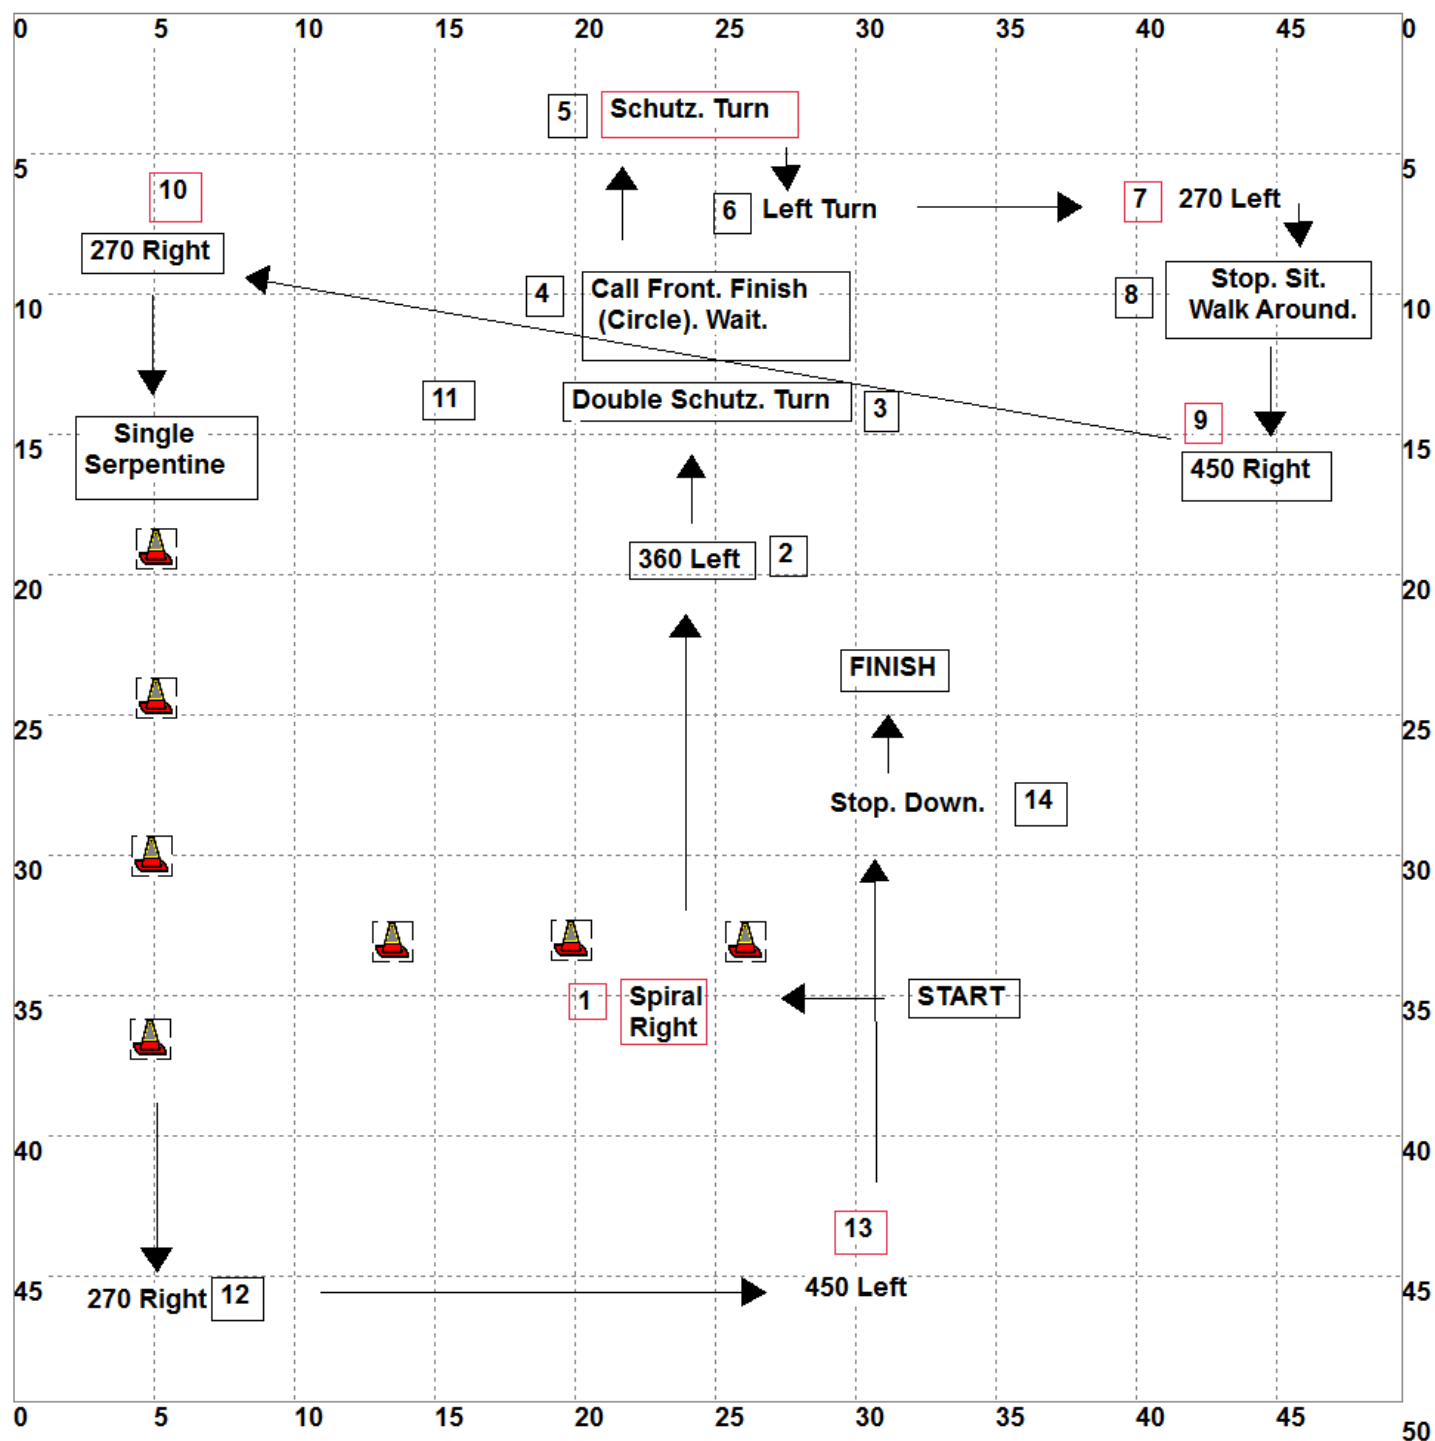 0 5 10 15 20 25 30 35 40 45 0
5 Schutz. Turn
5 5
10 6 Left Turn 7 270 Left
270 Right
4 Call Front. Finish
(Circle). Wait.
8 Stop. Sit.
Walk Around.
10 10
11 Double Schutz. Turn 3
9
Single
Serpentine
15 15
450 Right
360 Left 2
20 20
FINISH
25 25
Stop. Down. 14
30 30
1 Spiral
Right
START
35 35
40 40
13
45 45
270 Right 12 450 Left
0 5 10 15 20 25 30 35 40 45 50